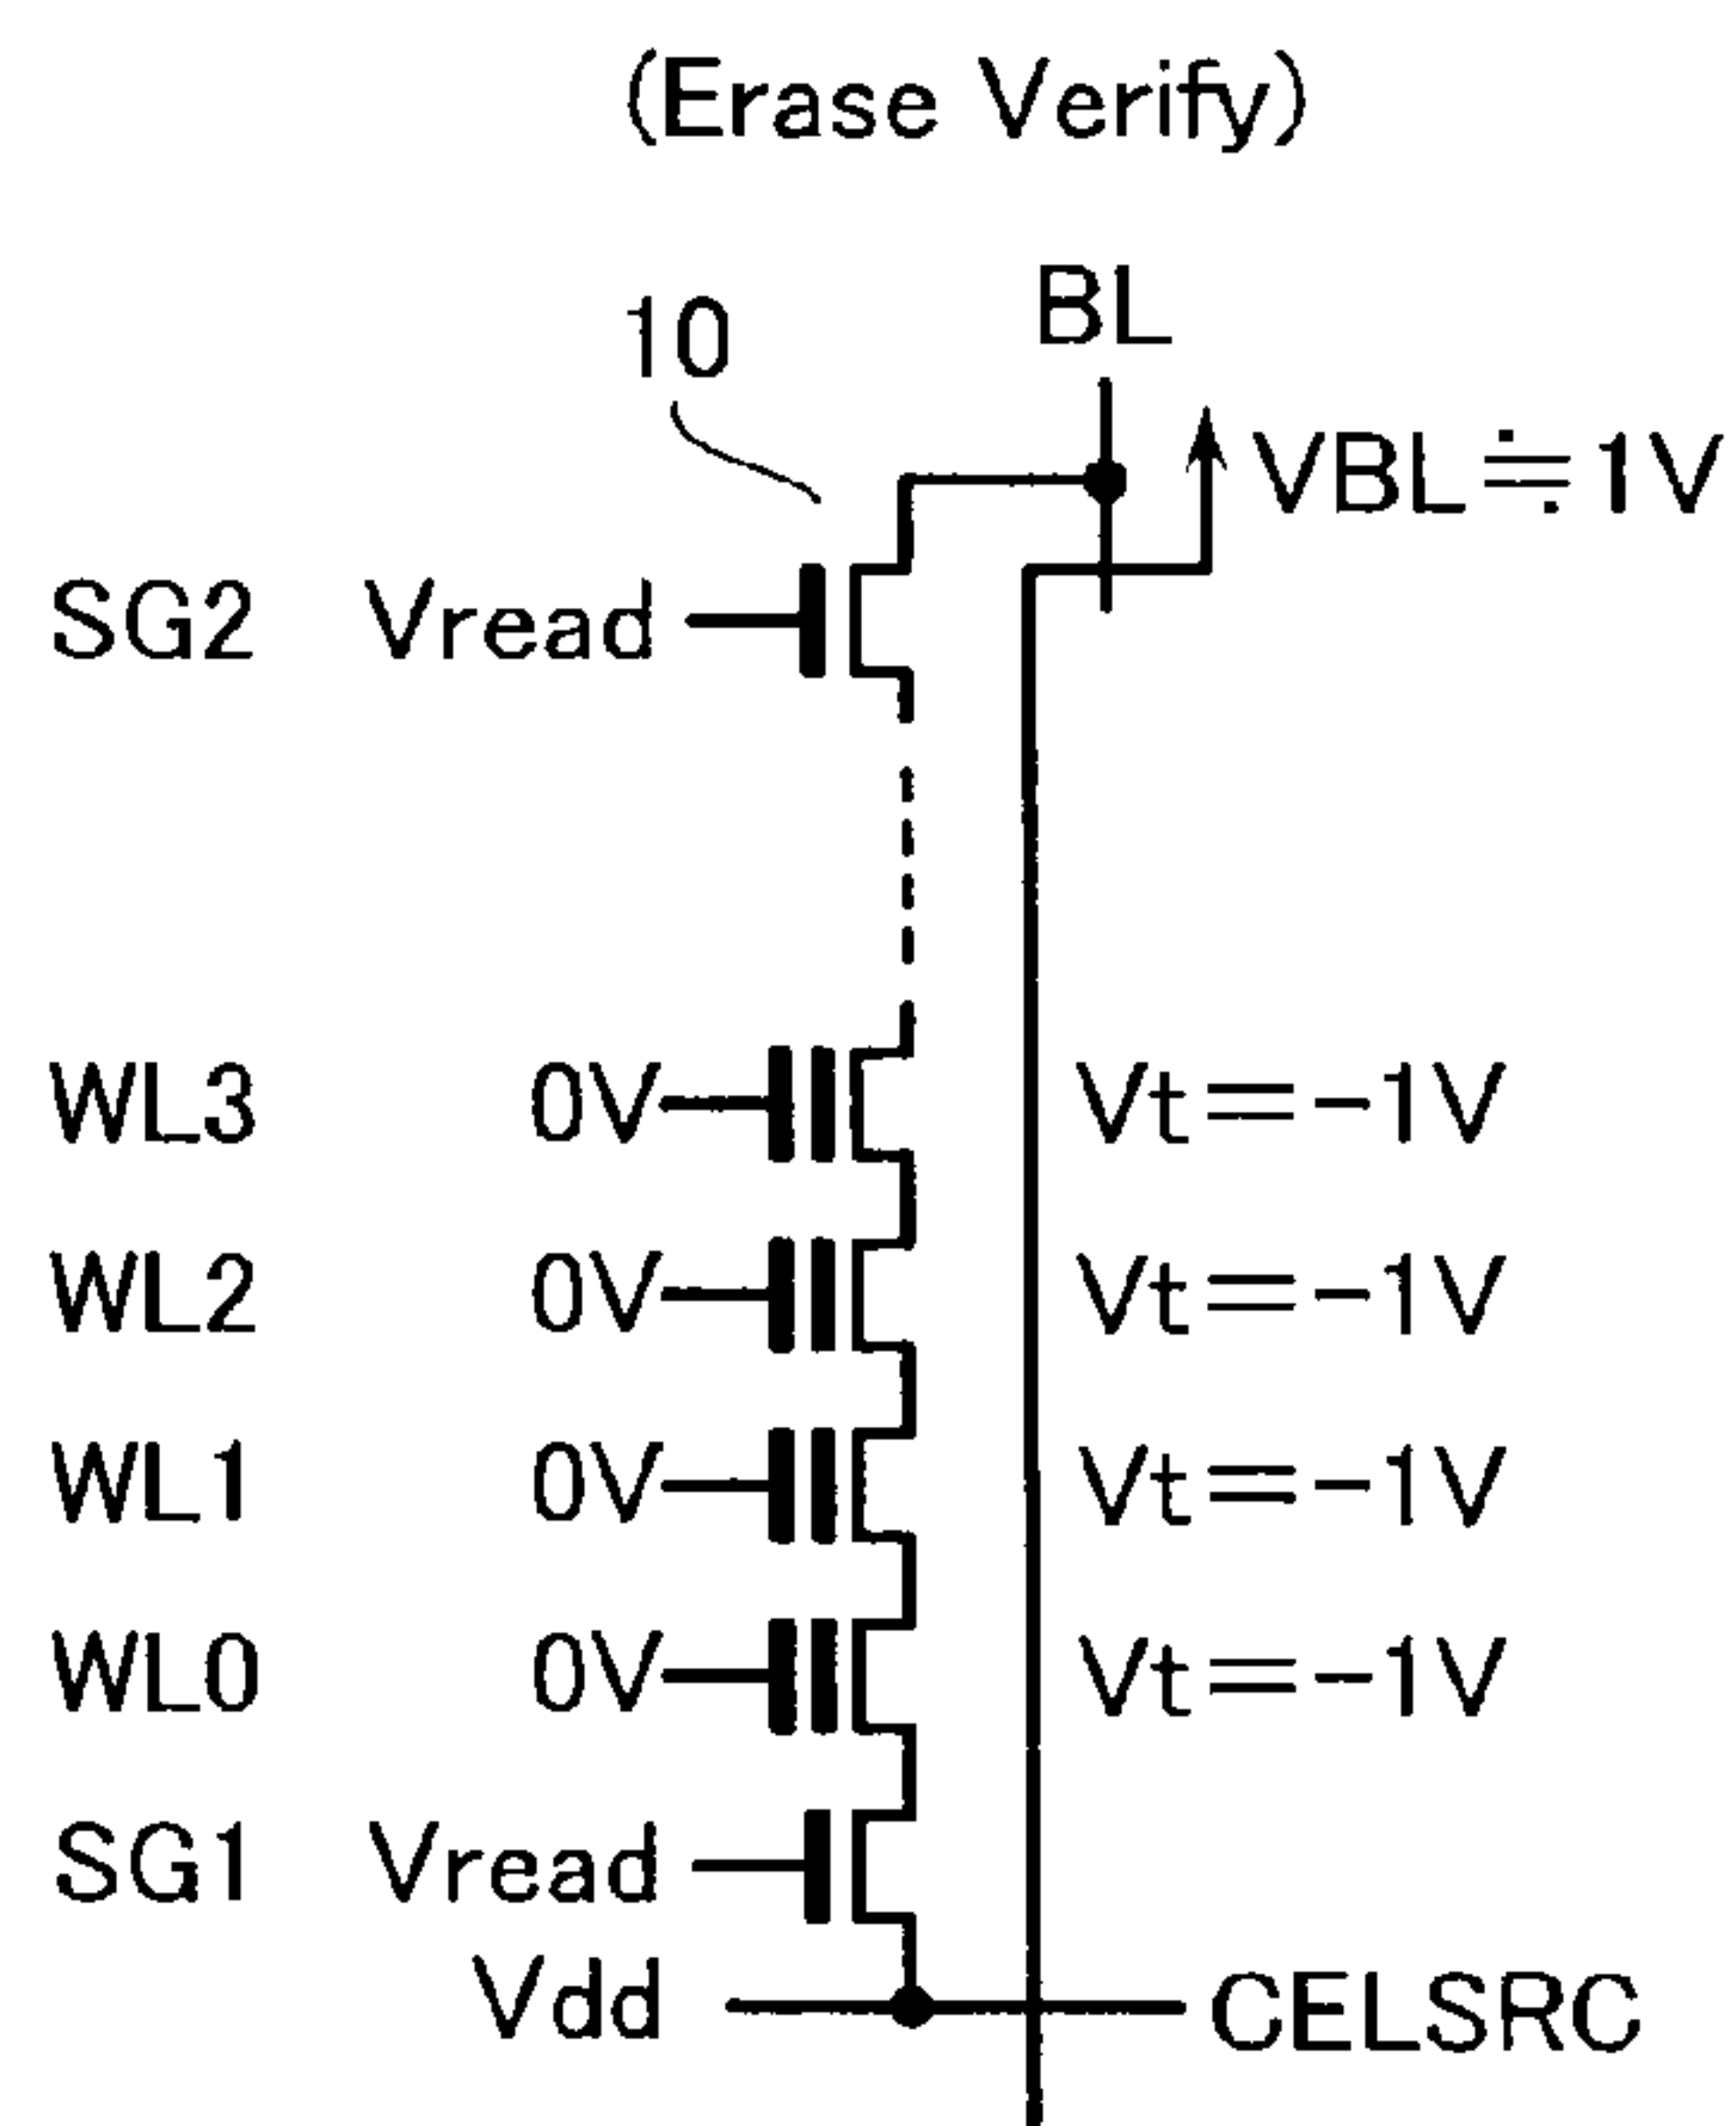 (Erase Verify)
10
BL
VBL≒1V
SG2 Vread
WL3 0V Vt=-1V
WL2 0V Vt=-1V
WL1 0V Vt=-1V
WL0 0V Vt=-1V
SG1 Vread
Vdd CELSRC